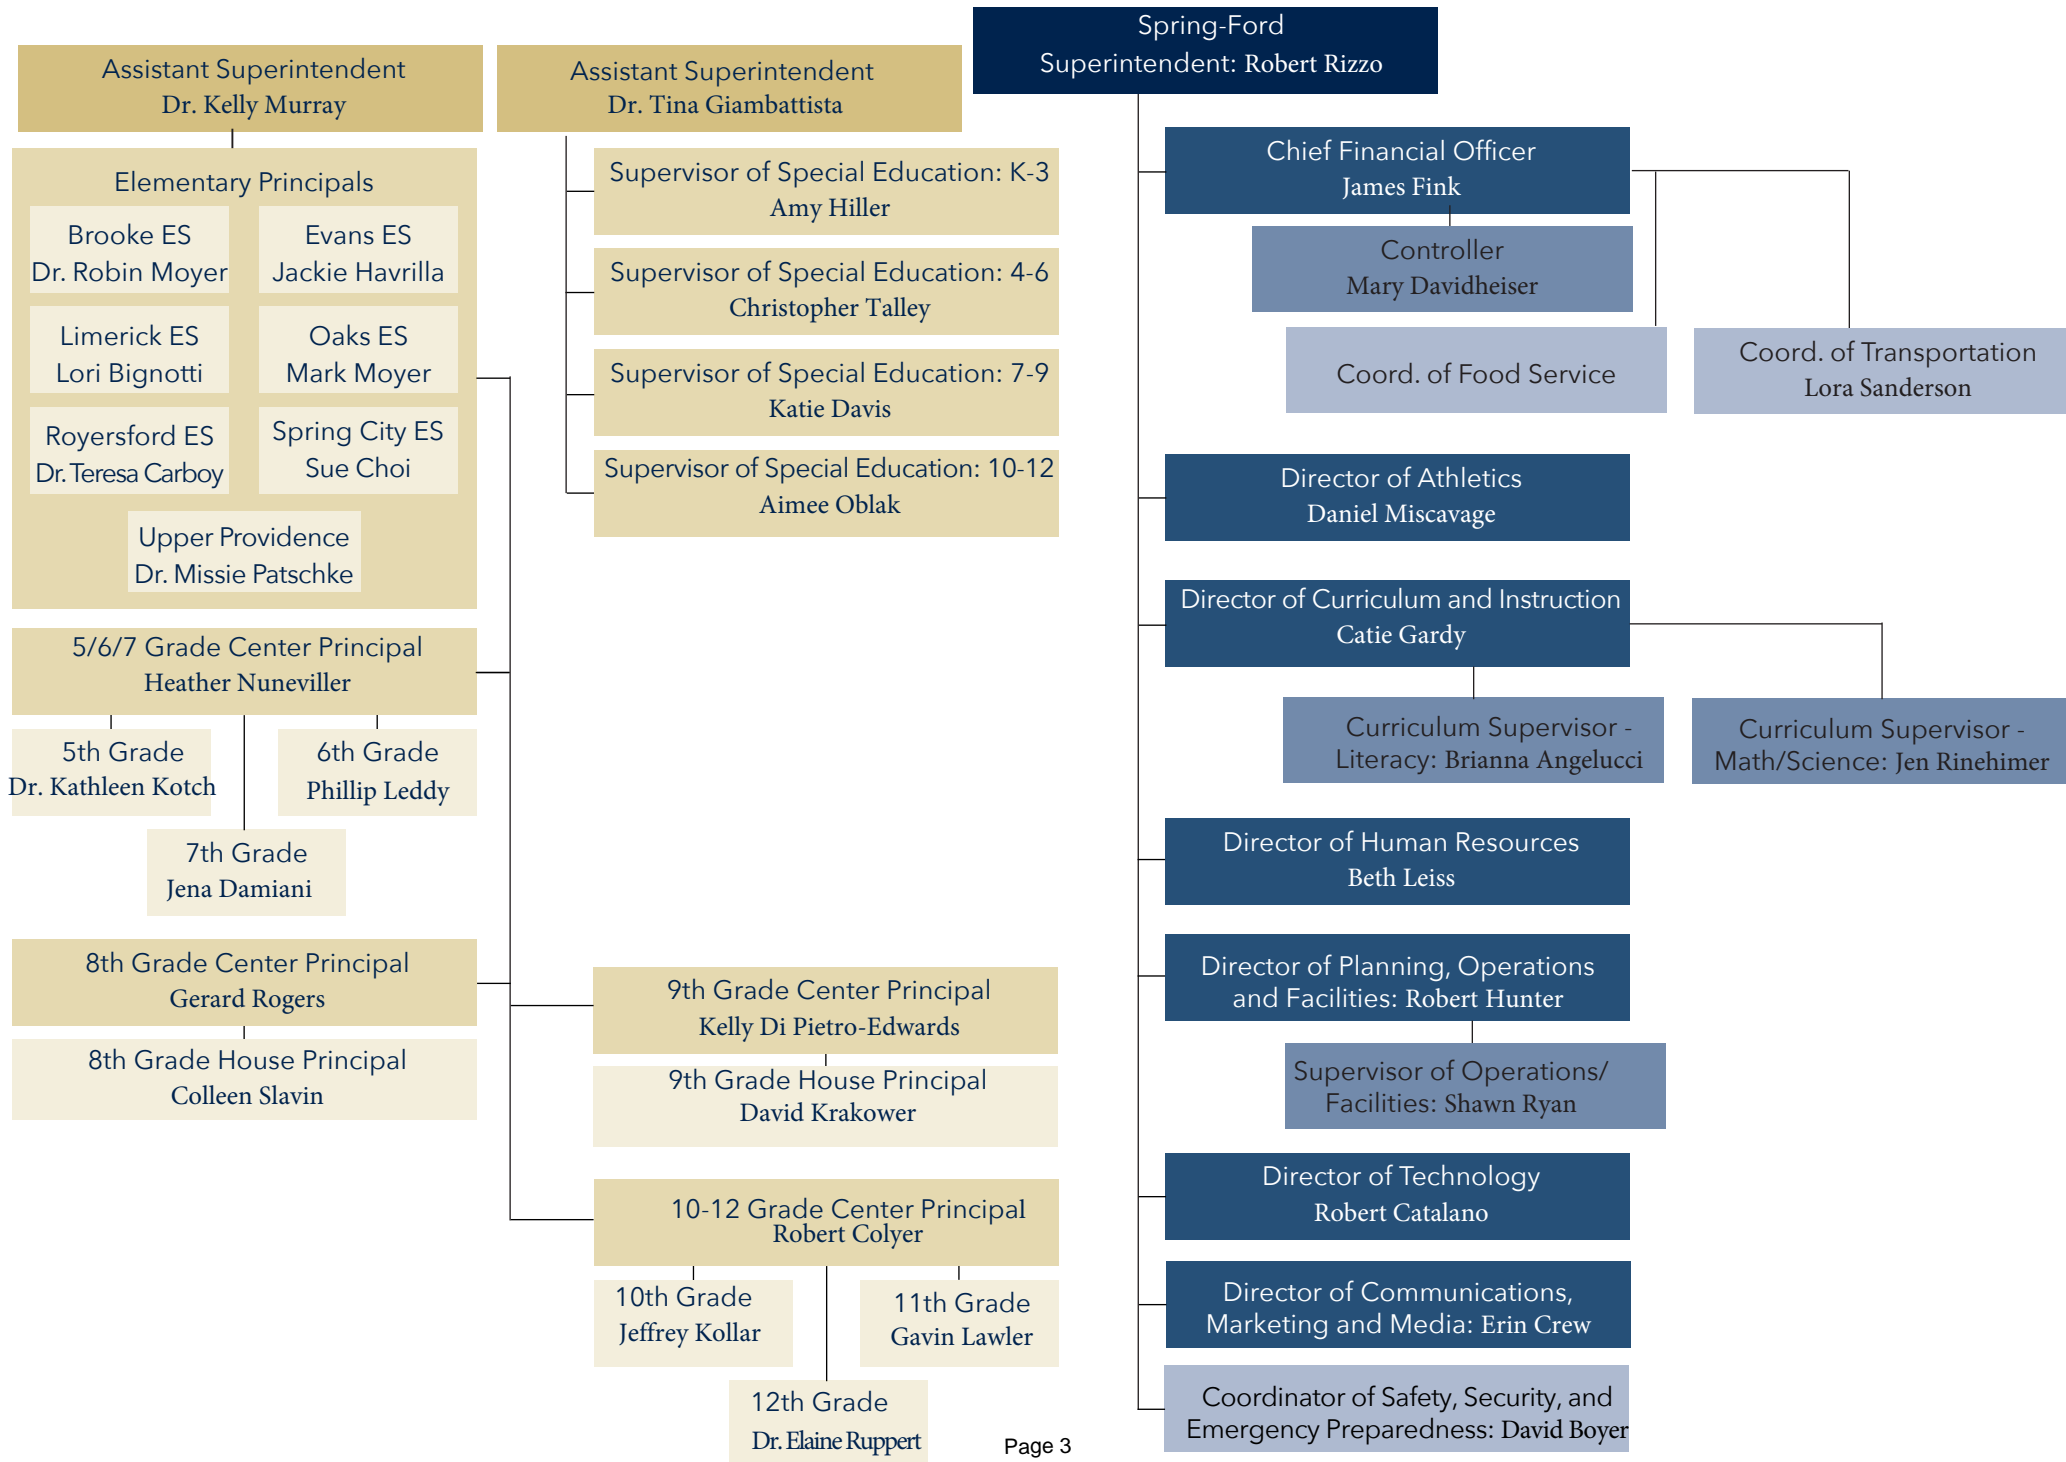 Spring-Ford
Superintendent: Robert Rizzo
Assistant Superintendent
Dr. Kelly Murray
Elementary Principals
Brooke ES
Dr. Robin Moyer
Evans ES
Jackie Havrilla
Limerick ES
Lori Bignotti
Oaks ES
Mark Moyer
Royersford ES
Dr. Teresa Carboy
Spring City ES
Sue Choi
Upper Providence
Dr. Missie Patschke
5/6/7 Grade Center Principal
Heather Nuneviller
5th Grade
Dr. Kathleen Kotch
6th Grade
Phillip Leddy
7th Grade
Jena Damiani
8th Grade Center Principal
Gerard Rogers
8th Grade House Principal
Colleen Slavin
Assistant Superintendent
Dr. Tina Giambattista
Supervisor of Special Education: K-3
Amy Hiller
Supervisor of Special Education: 4-6
Christopher Talley
Supervisor of Special Education: 7-9
Katie Davis
Supervisor of Special Education: 10-12
Aimee Oblak
9th Grade Center Principal
Kelly Di Pietro-Edwards
9th Grade House Principal
David Krakower
10-12 Grade Center Principal
Robert Colyer
10th Grade
Jeffrey Kollar
11th Grade
Gavin Lawler
12th Grade
Dr. Elaine Ruppert
Chief Financial Officer
James Fink
Controller
Mary Davidheiser
Coord. of Food Service
Coord. of Transportation
Lora Sanderson
Director of Athletics
Daniel Miscavage
Director of Curriculum and Instruction
Catie Gardy
Curriculum Supervisor -
Literacy: Brianna Angelucci
Curriculum Supervisor -
Math/Science: Jen Rinehimer
Director of Human Resources
Beth Leiss
Director of Planning, Operations
and Facilities: Robert Hunter
Supervisor of Operations/
Facilities: Shawn Ryan
Director of Technology
Robert Catalano
Director of Communications,
Marketing and Media: Erin Crew
Coordinator of Safety, Security, and
Emergency Preparedness: David Boyer
Page 3